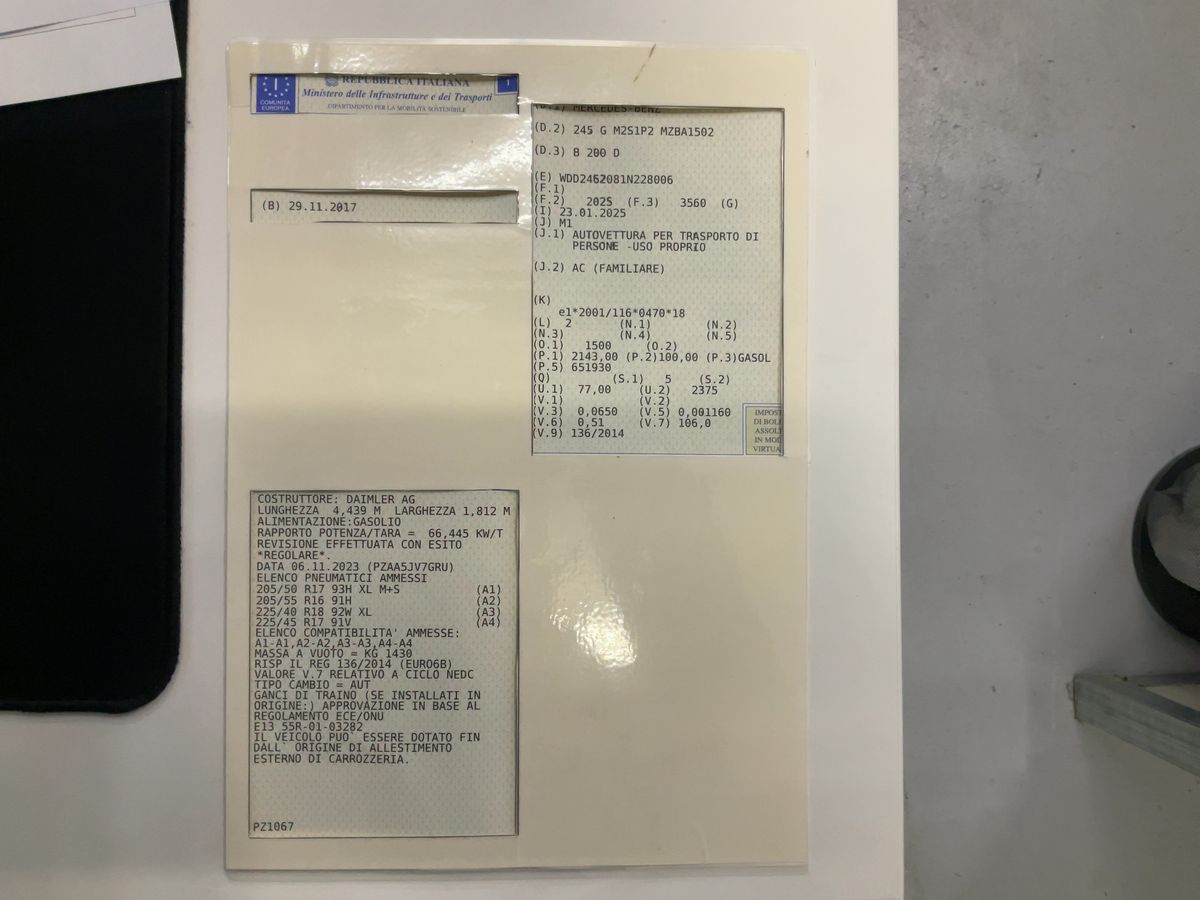 COMUNITÀ
EUROPEA
REPUBBLICA ITALIANA
Ministero delle Infrastrutture e dei Trasporti
DIPARTIMENTO PER LA MOBILITÀ SOSTENIBILE
1
(B) 29.11.2017
MERCEDES-BENZ
(D.2) 245 G M2S1P2 MZBA1502
(D.3) B 200 D
(E) WDD2462081N228006
(F.1)
(F.2) 2025 (F.3) 3560 (G)
(I) 23.01.2025
(J) M1
(J.1) AUTOVETTURA PER TRASPORTO DI
PERSONE -USO PROPRIO
(J.2) AC (FAMILIARE)
(K)
e1*2001/116*0470*18
(L) 2 (N.1) (N.2)
(N.3) (N.4) (N.5)
(O.1) 1500 (O.2)
(P.1) 2143,00 (P.2)100,00 (P.3)GASOL
(P.5) 651930
(Q) (S.1) 5 (S.2)
(U.1) 77,00 (U.2) 2375
(V.1) (V.2)
(V.3) 0,0650 (V.5) 0,001160
(V.6) 0,51 (V.7) 106,0
(V.9) 136/2014
IMPOST
DI BOL
ASSOL
IN MOD
VIRTUA
COSTRUTTORE: DAIMLER AG
LUNGHEZZA 4,439 M LARGHEZZA 1,812 M
ALIMENTAZIONE:GASOLIO
RAPPORTO POTENZA/TARA = 66,445 KW/T
REVISIONE EFFETTUATA CON ESITO
*REGOLARE*.
DATA 06.11.2023 (PZAA5JV7GRU)
ELENCO PNEUMATICI AMMESSI
205/50 R17 93H XL M+S (A1)
205/55 R16 91H (A2)
225/40 R18 92W XL (A3)
225/45 R17 91V (A4)
ELENCO COMPATIBILITA' AMMESSE:
A1-A1,A2-A2,A3-A3,A4-A4
MASSA A VUOTO = KG 1430
RISP IL REG 136/2014 (EURO6B)
VALORE V.7 RELATIVO A CICLO NEDC
TIPO CAMBIO = AUT
GANCI DI TRAINO (SE INSTALLATI IN
ORIGINE:) APPROVAZIONE IN BASE AL
REGOLAMENTO ECE/ONU
E13 55R-01-03282
IL VEICOLO PUO` ESSERE DOTATO FIN
DALL` ORIGINE DI ALLESTIMENTO
ESTERNO DI CARROZZERIA.
PZ1067